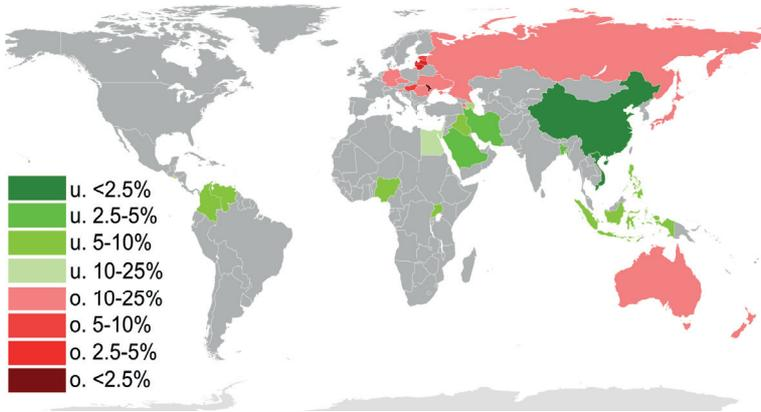 u. <2.5%
u. 2.5-5%
u. 5-10%
u. 10-25%
o. 10-25%
o. 5-10%
o. 2.5-5%
o. <2.5%